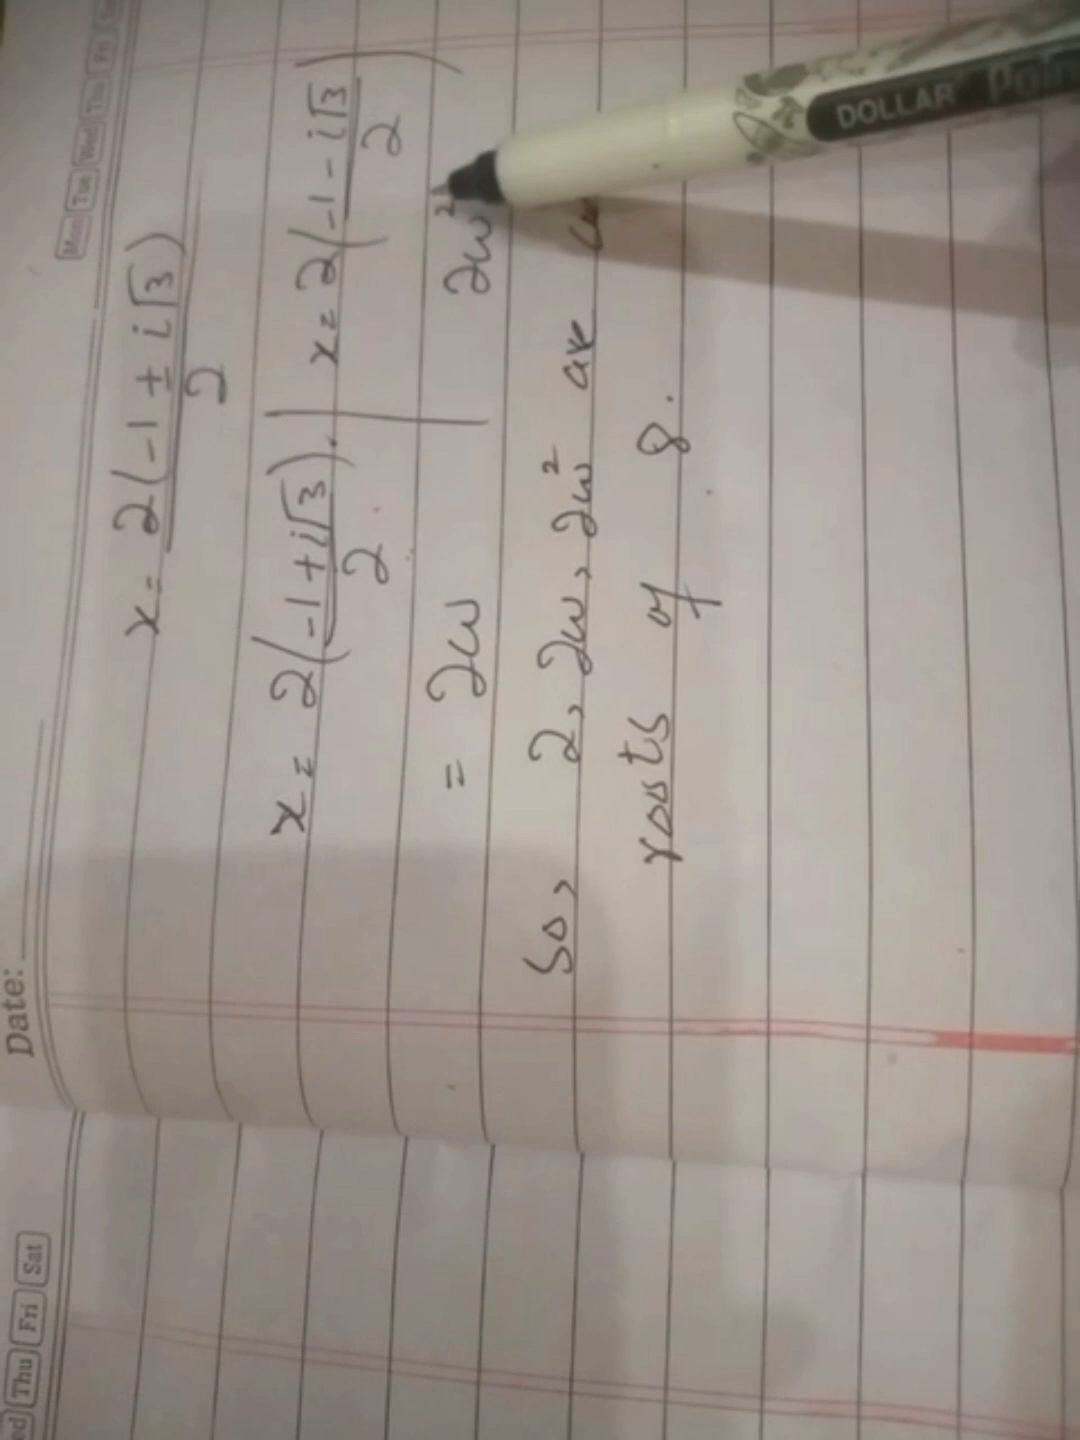 Date:
Mon Tue Wed Thu Fri
x = 2(-1 ± i√3) / 2
x = 2(-1 + i√3) / 2. | x = 2(-1 - i√3 / 2)
= 2ω | 2ω²
So, 2, 2ω, 2ω² are
roots of 8.
Thu Fri Sat
DOLLAR